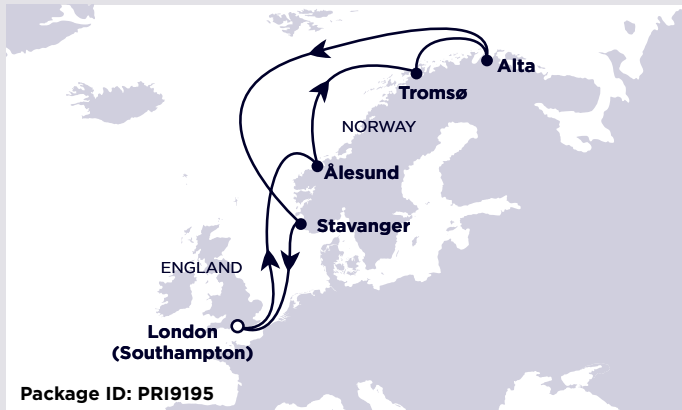 Alta
Tromsø
NORWAY
Ålesund
Stavanger
ENGLAND
London
(Southampton)
Package ID: PRI9195